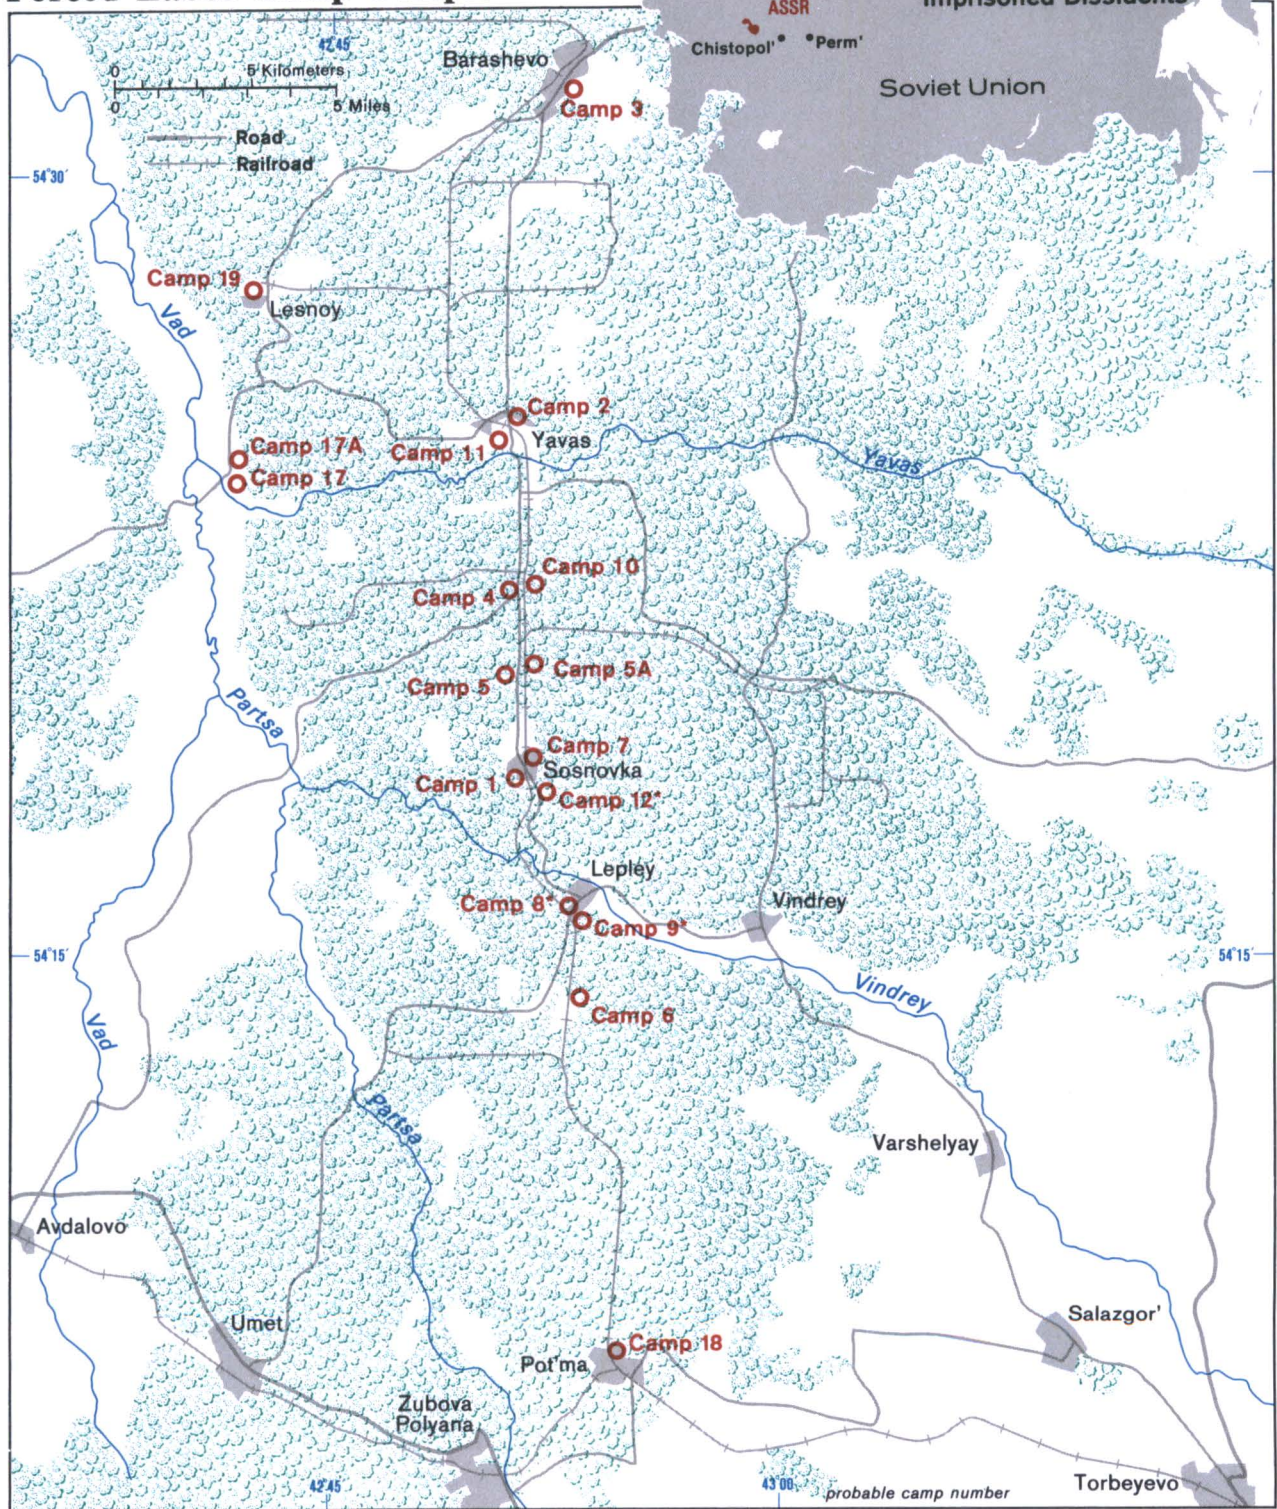 ASSR
Imprisoned Dissidents
Chistopol'
Perm'
Soviet Union
42°45'
Barashevo
0 5 Kilometers
0 5 Miles
Camp 3
Road
Railroad
54°30'
Camp 19
Lesnoy
Vad
Camp 2
Camp 17A
Camp 11
Yavas
Camp 17
Yavas
Camp 10
Camp 4
Camp 5A
Camp 5
Partsa
Camp 7
Sosnovka
Camp 1
Camp 12*
Lepley
Camp 8*
Vindrey
Camp 9*
54°15'
54°15'
Vindrey
Camp 6
Vad
Partsa
Varshelyay
Avdalovo
Umet
Salazgor'
Camp 18
Pot'ma
Zubova
Polyana
42°45'
43°00'
probable camp number
Torbeyevo